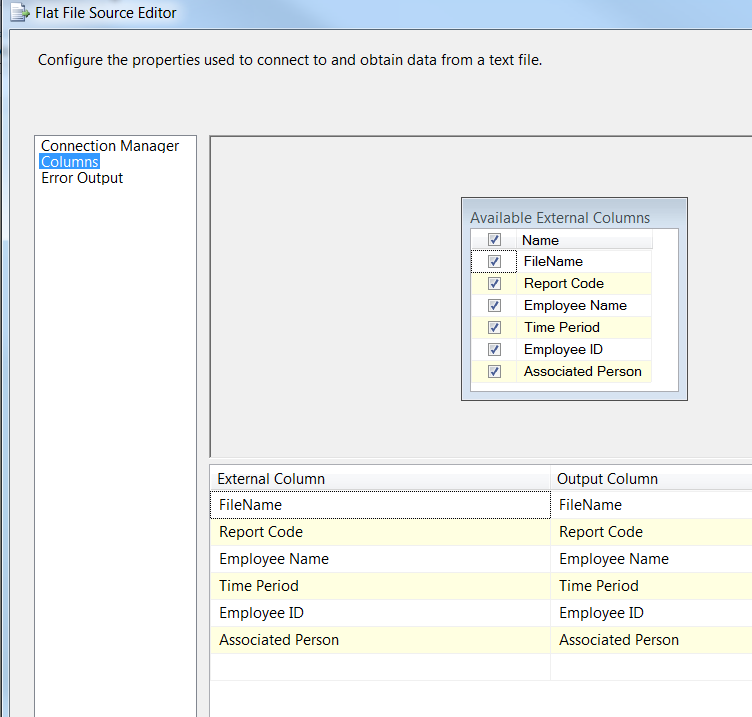 Flat File Source Editor
Configure the properties used to connect to and obtain data from a text file.
Connection Manager
Columns
Error Output
Available External Columns
Name
FileName
Report Code
Employee Name
Time Period
Employee ID
Associated Person
External Column Output Column
FileName FileName
Report Code Report Code
Employee Name Employee Name
Time Period Time Period
Employee ID Employee ID
Associated Person Associated Person